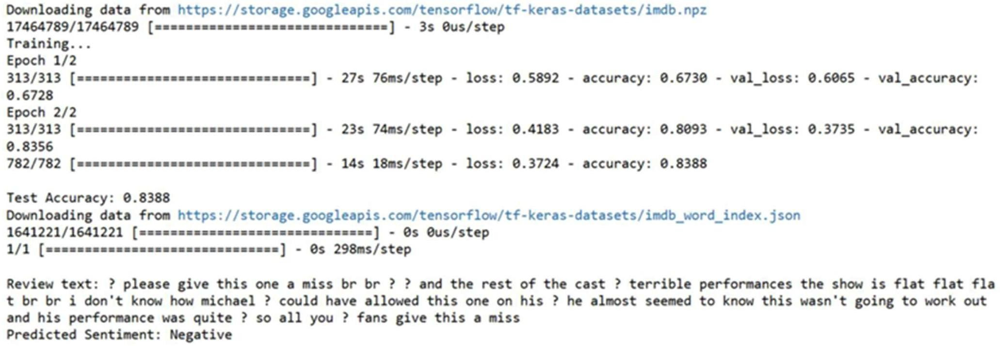 Downloading data from https://storage.googleapis.com/tensorflow/tf-keras-datasets/imdb.npz
17464789/17464789 [==============================] - 3s 0us/step
Training...
Epoch 1/2
313/313 [==============================] - 27s 76ms/step - loss: 0.5892 - accuracy: 0.6730 - val_loss: 0.6065 - val_accuracy:
0.6728
Epoch 2/2
313/313 [==============================] - 23s 74ms/step - loss: 0.4183 - accuracy: 0.8093 - val_loss: 0.3735 - val_accuracy:
0.8356
782/782 [==============================] - 14s 18ms/step - loss: 0.3724 - accuracy: 0.8388
Test Accuracy: 0.8388
Downloading data from https://storage.googleapis.com/tensorflow/tf-keras-datasets/imdb_word_index.json
1641221/1641221 [==============================] - 0s 0us/step
1/1 [==============================] - 0s 298ms/step
Review text: ? please give this one a miss br br ? ? and the rest of the cast ? terrible performances the show is flat flat fla
t br br i don't know how michael ? could have allowed this one on his ? he almost seemed to know this wasn't going to work out
and his performance was quite ? so all you ? fans give this a miss
Predicted Sentiment: Negative